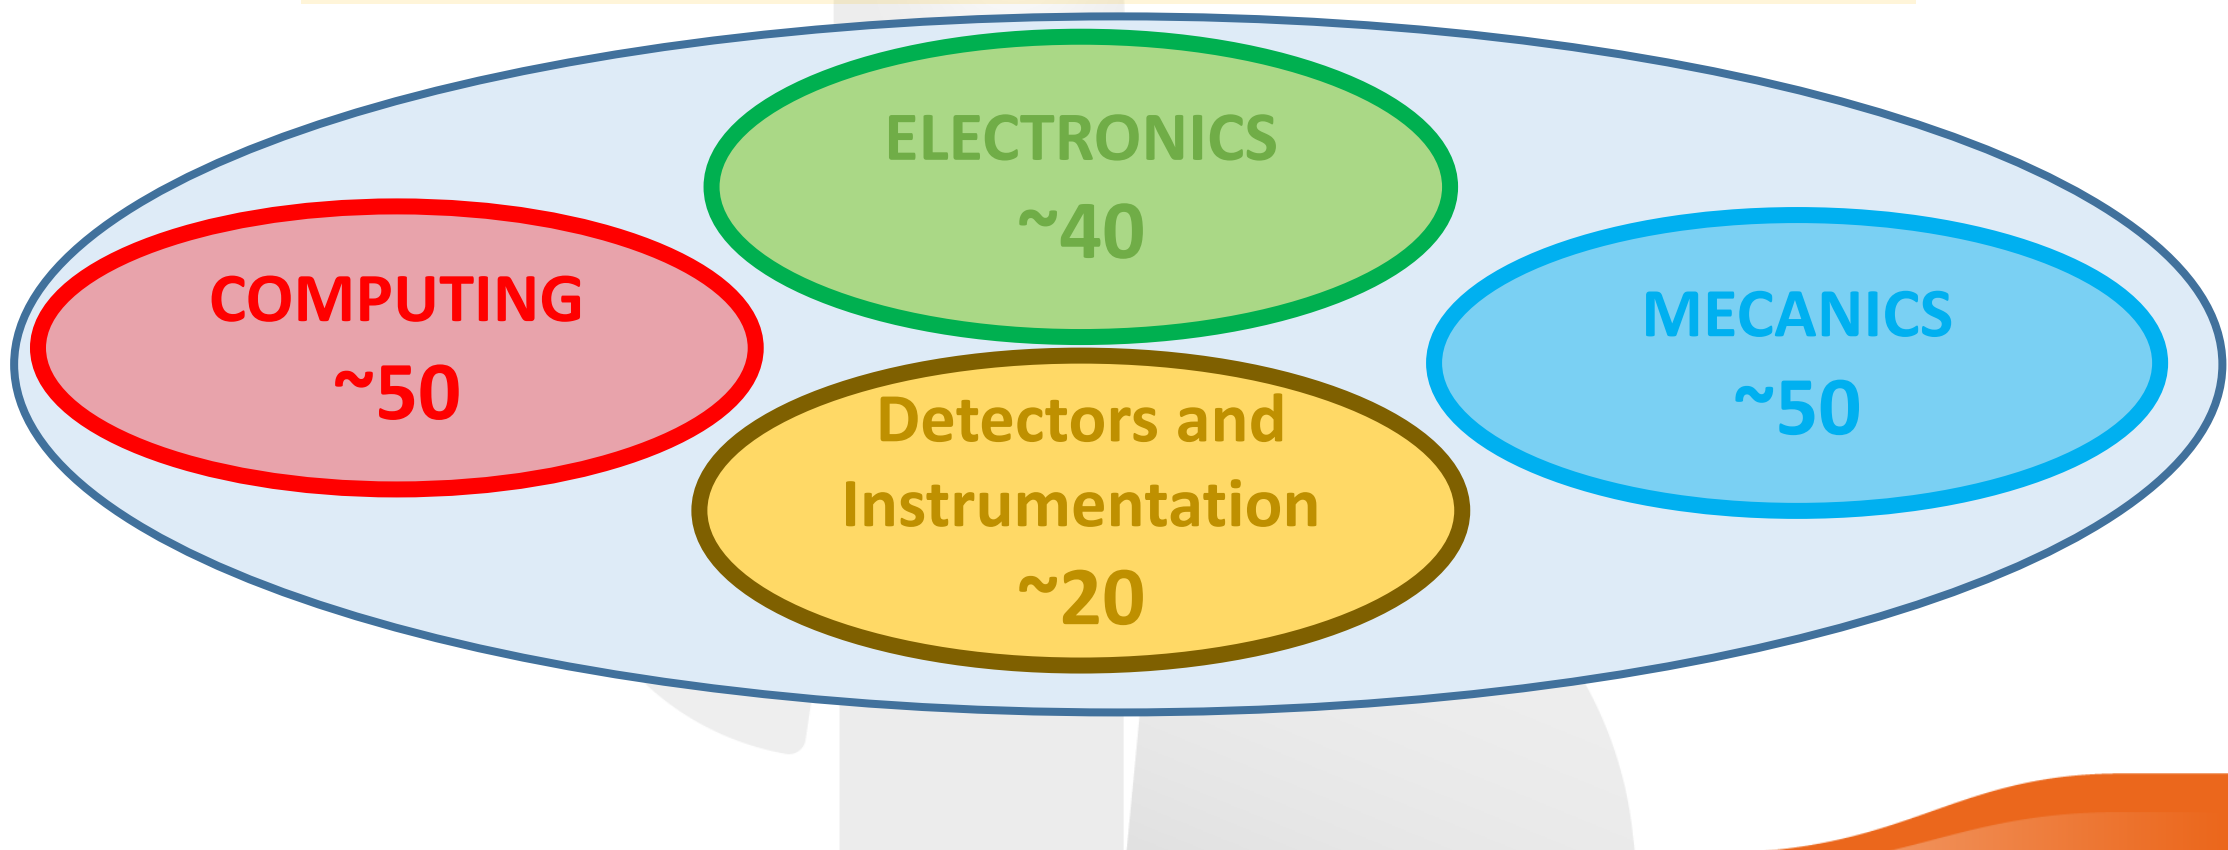 ELECTRONICS
~40
COMPUTING
~50
MECANICS
~50
Detectors and
Instrumentation
~20